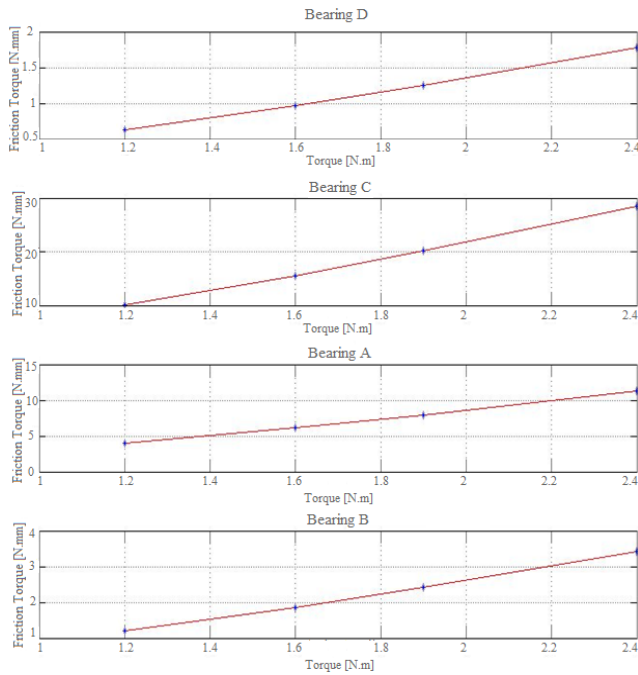 Bearing D
Friction Torque [N.mm]
2
1.5
1
0.5
1 1.2 1.4 1.6 1.8 2 2.2 2.4
Torque [N.m]
Bearing C
Friction Torque [N.mm]
30
20
10
1 1.2 1.4 1.6 1.8 2 2.2 2.4
Torque [N.m]
Bearing A
Friction Torque [N.mm]
15
10
5
0
1 1.2 1.4 1.6 1.8 2 2.2 2.4
Torque [N.m]
Bearing B
Friction Torque [N.mm]
4
3
2
1
1 1.2 1.4 1.6 1.8 2 2.2 2.4
Torque [N.m]